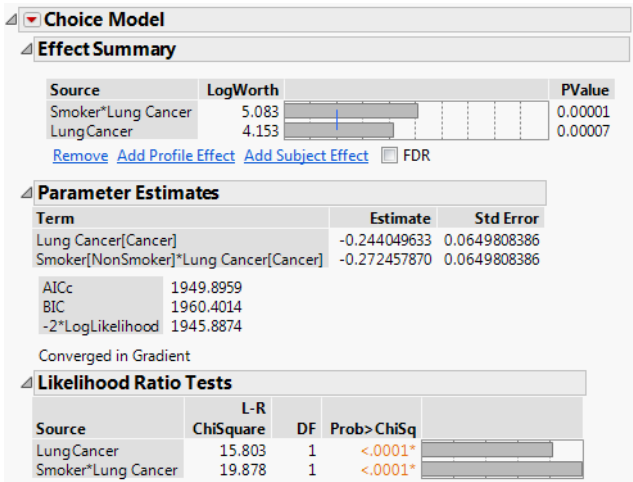 Choice Model
Effect Summary
Source LogWorth PValue
Smoker*Lung Cancer 5.083 0.00001
Lung Cancer 4.153 0.00007
Remove Add Profile Effect Add Subject Effect FDR
Parameter Estimates
Term Estimate Std Error
Lung Cancer[Cancer] -0.244049633 0.0649808386
Smoker[NonSmoker]*Lung Cancer[Cancer] -0.272457870 0.0649808386
AICc 1949.8959
BIC 1960.4014
-2*LogLikelihood 1945.8874
Converged in Gradient
Likelihood Ratio Tests
L-R
Source ChiSquare DF Prob>ChiSq
Lung Cancer 15.803 1 <.0001*
Smoker*Lung Cancer 19.878 1 <.0001*